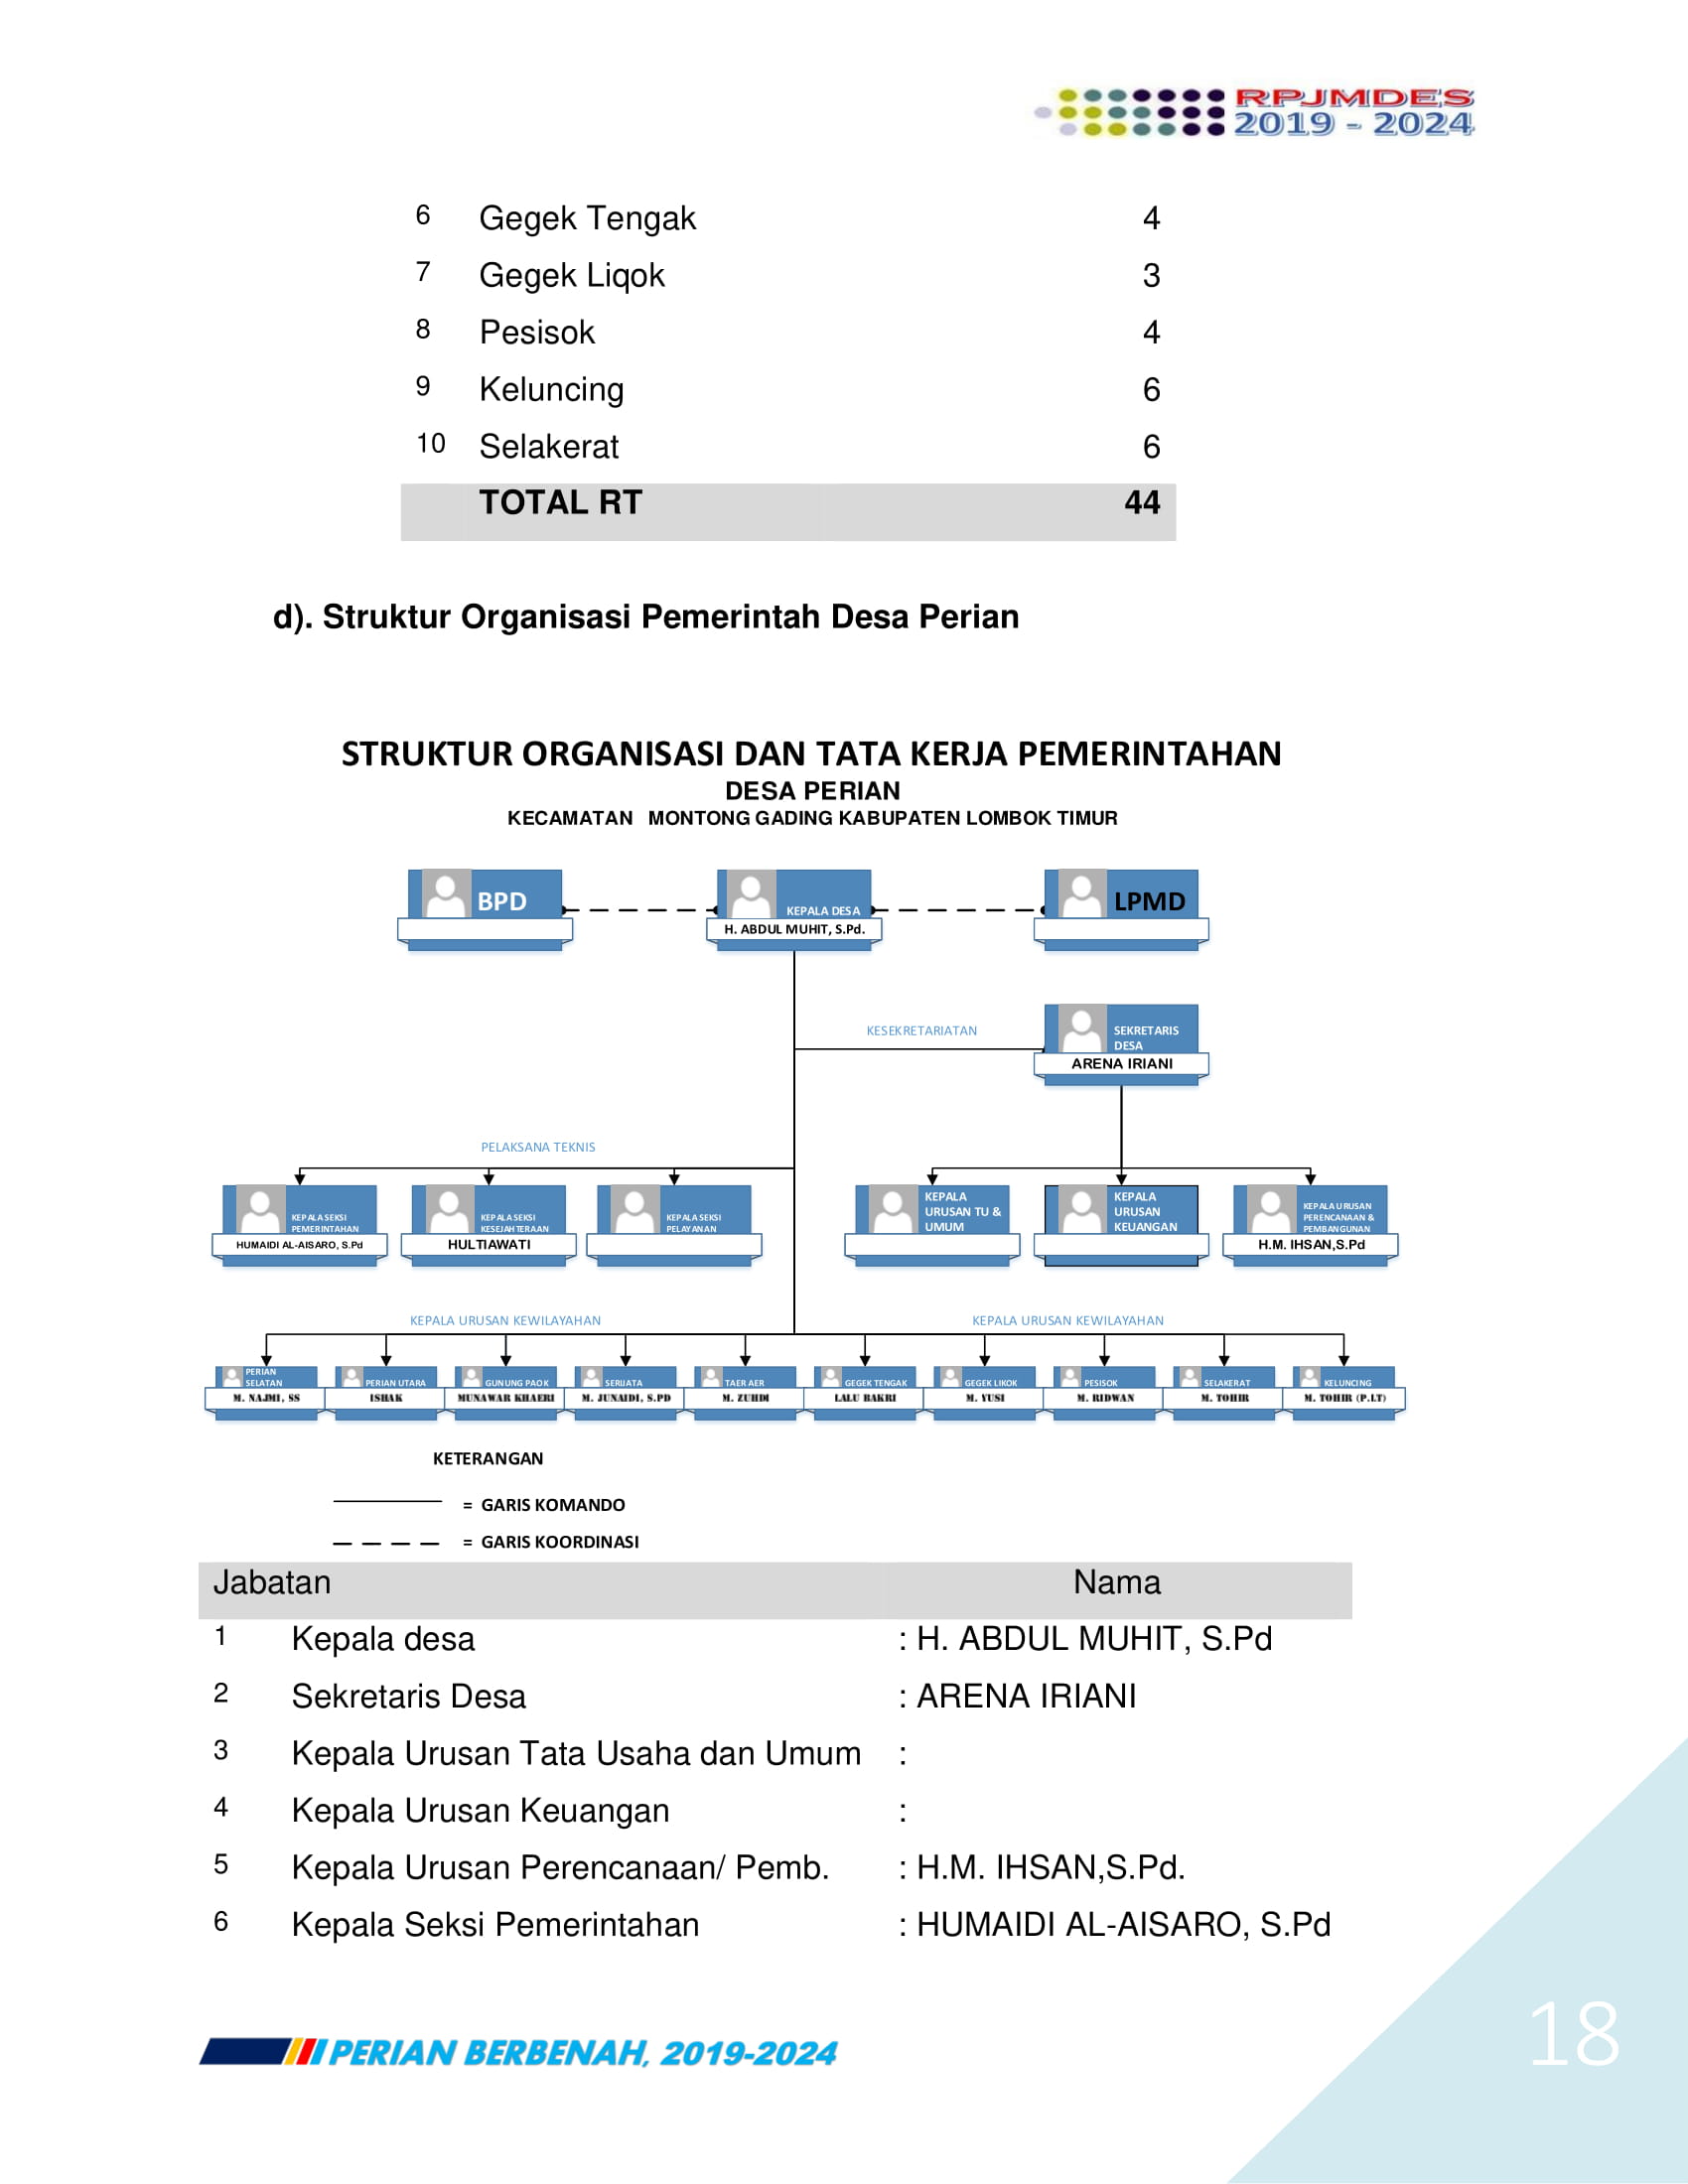 RPJMDES
2019 - 2024
6 Gegek Tengak 4
7 Gegek Liqok 3
8 Pesisok 4
9 Keluncing 6
10 Selakerat 6
TOTAL RT 44
d). Struktur Organisasi Pemerintah Desa Perian
STRUKTUR ORGANISASI DAN TATA KERJA PEMERINTAHAN
DESA PERIAN
KECAMATAN MONTONG GADING KABUPATEN LOMBOK TIMUR
BPD
KEPALA DESA
H. ABDUL MUHIT, S.Pd.
LPMD
KESEKRETARIATAN
SEKRETARIS
DESA
ARENA IRIANI
PELAKSANA TEKNIS
KEPALA SEKSI
PEMERINTAHAN
HUMAIDI AL-AISARO, S.Pd
KEPALA SEKSI
KESEJAHTERAAN
HULTIAWATI
KEPALA SEKSI
PELAYANAN
KEPALA
URUSAN TU &
UMUM
KEPALA
URUSAN
KEUANGAN
KEPALA URUSAN
PERENCANAAN &
PEMBANGUNAN
H.M. IHSAN,S.Pd
KEPALA URUSAN KEWILAYAHAN
KEPALA URUSAN KEWILAYAHAN
PERIAN
SELATAN
M. NAJMI, SS
PERIAN UTARA
ISHAK
GUNUNG PAOK
MUNAWAR KHAERI
SERIJATA
M. JUNAIDI, S.PD
TAER AER
M. ZUHDI
GEGEK TENGAK
LALU BAKRI
GEGEK LIKOK
M. YUSI
PESISOK
M. RIDWAN
SELAKERAT
M. TOHIR
KELUNCING
M. TOHIR (P.LT)
KETERANGAN
= GARIS KOMANDO
= GARIS KOORDINASI
Jabatan Nama
1 Kepala desa : H. ABDUL MUHIT, S.Pd
2 Sekretaris Desa : ARENA IRIANI
3 Kepala Urusan Tata Usaha dan Umum :
4 Kepala Urusan Keuangan :
5 Kepala Urusan Perencanaan/ Pemb. : H.M. IHSAN,S.Pd.
6 Kepala Seksi Pemerintahan : HUMAIDI AL-AISARO, S.Pd
PERIAN BERBENAH, 2019-2024
18